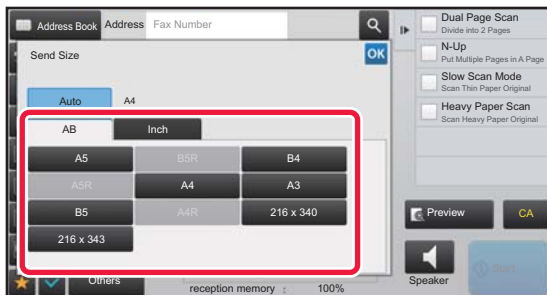 Address Book
Address
Fax Number
Send Size
OK
Auto
A4
AB
Inch
A5
B5R
B4
A5R
A4
A3
B5
A4R
216 x 340
216 x 343
Others
reception memory : 100%
Dual Page Scan
Divide into 2 Pages
N-Up
Put Multiple Pages in A Page
Slow Scan Mode
Scan Thin Paper Original
Heavy Paper Scan
Scan Heavy Paper Original
Preview
CA
Speaker
Start